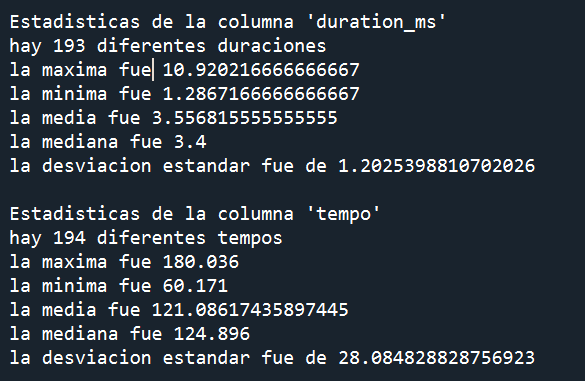 Estadisticas de la columna 'duration_ms'
hay 193 diferentes duraciones
la maxima fue 10.920216666666667
la minima fue 1.2867166666666667
la media fue 3.556815555555555
la mediana fue 3.4
la desviacion estandar fue de 1.2025398810702026
Estadisticas de la columna 'tempo'
hay 194 diferentes tempos
la maxima fue 180.036
la minima fue 60.171
la media fue 121.08617435897445
la mediana fue 124.896
la desviacion estandar fue de 28.084828828756923